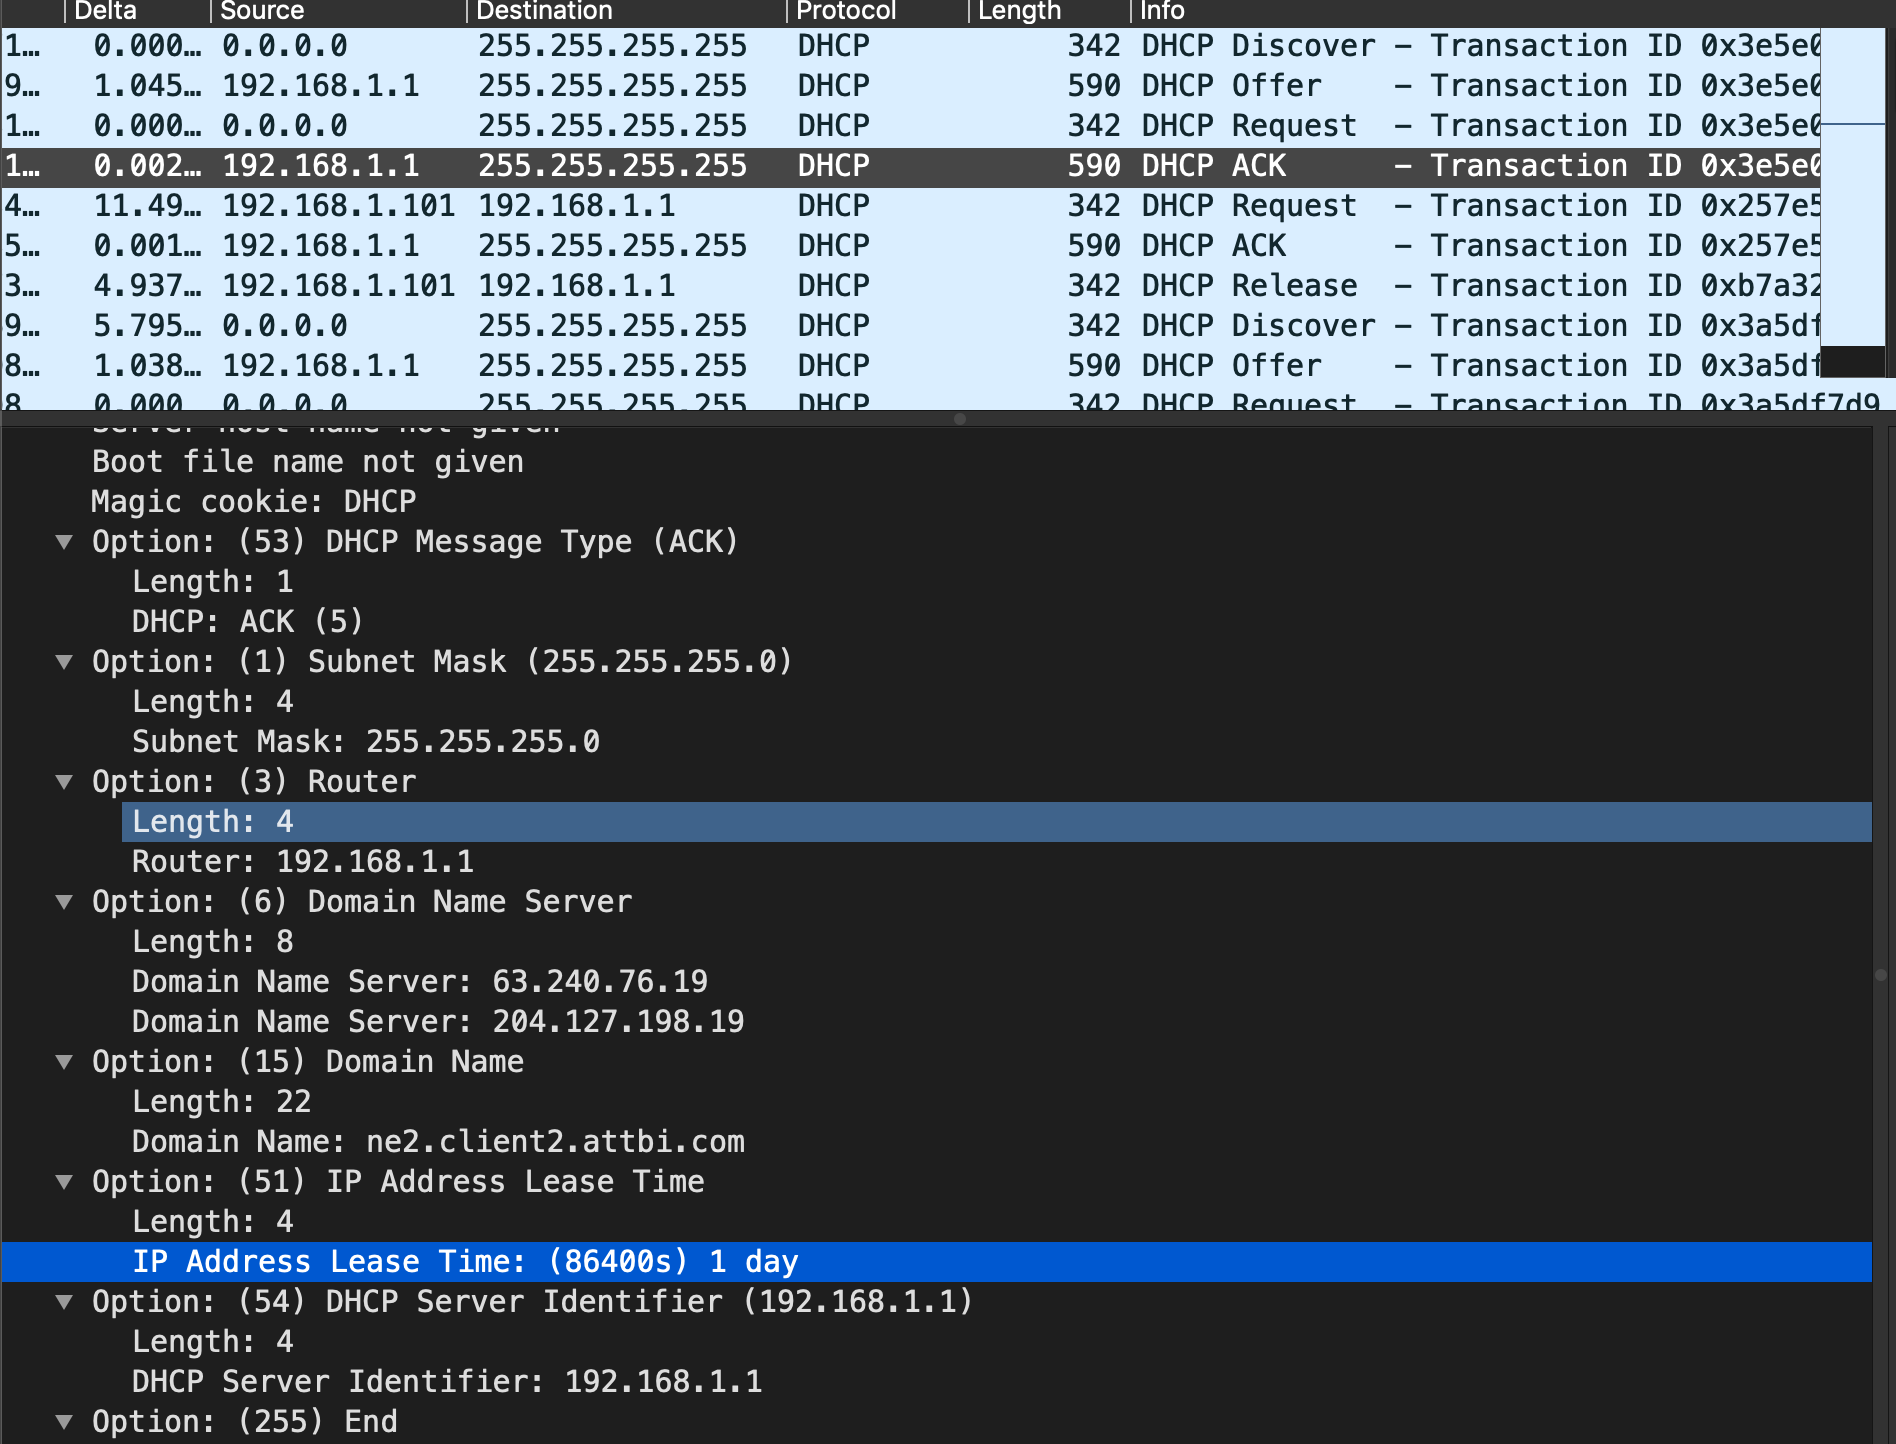 Delta Source Destination Protocol Length Info
1… 0.000… 0.0.0.0 255.255.255.255 DHCP 342 DHCP Discover – Transaction ID 0x3e5e0
9… 1.045… 192.168.1.1 255.255.255.255 DHCP 590 DHCP Offer – Transaction ID 0x3e5e0
1… 0.000… 0.0.0.0 255.255.255.255 DHCP 342 DHCP Request – Transaction ID 0x3e5e0
1… 0.002… 192.168.1.1 255.255.255.255 DHCP 590 DHCP ACK – Transaction ID 0x3e5e0
4… 11.49… 192.168.1.101 192.168.1.1 DHCP 342 DHCP Request – Transaction ID 0x257e5
5… 0.001… 192.168.1.1 255.255.255.255 DHCP 590 DHCP ACK – Transaction ID 0x257e5
3… 4.937… 192.168.1.101 192.168.1.1 DHCP 342 DHCP Release – Transaction ID 0xb7a32
9… 5.795… 0.0.0.0 255.255.255.255 DHCP 342 DHCP Discover – Transaction ID 0x3a5df
8… 1.038… 192.168.1.1 255.255.255.255 DHCP 590 DHCP Offer – Transaction ID 0x3a5df
8 0.000 0.0.0.0 255.255.255.255 DHCP 342 DHCP Request – Transaction ID 0x3a5df7d9
Server host name not given
Boot file name not given
Magic cookie: DHCP
Option: (53) DHCP Message Type (ACK)
Length: 1
DHCP: ACK (5)
Option: (1) Subnet Mask (255.255.255.0)
Length: 4
Subnet Mask: 255.255.255.0
Option: (3) Router
Length: 4
Router: 192.168.1.1
Option: (6) Domain Name Server
Length: 8
Domain Name Server: 63.240.76.19
Domain Name Server: 204.127.198.19
Option: (15) Domain Name
Length: 22
Domain Name: ne2.client2.attbi.com
Option: (51) IP Address Lease Time
Length: 4
IP Address Lease Time: (86400s) 1 day
Option: (54) DHCP Server Identifier (192.168.1.1)
Length: 4
DHCP Server Identifier: 192.168.1.1
Option: (255) End